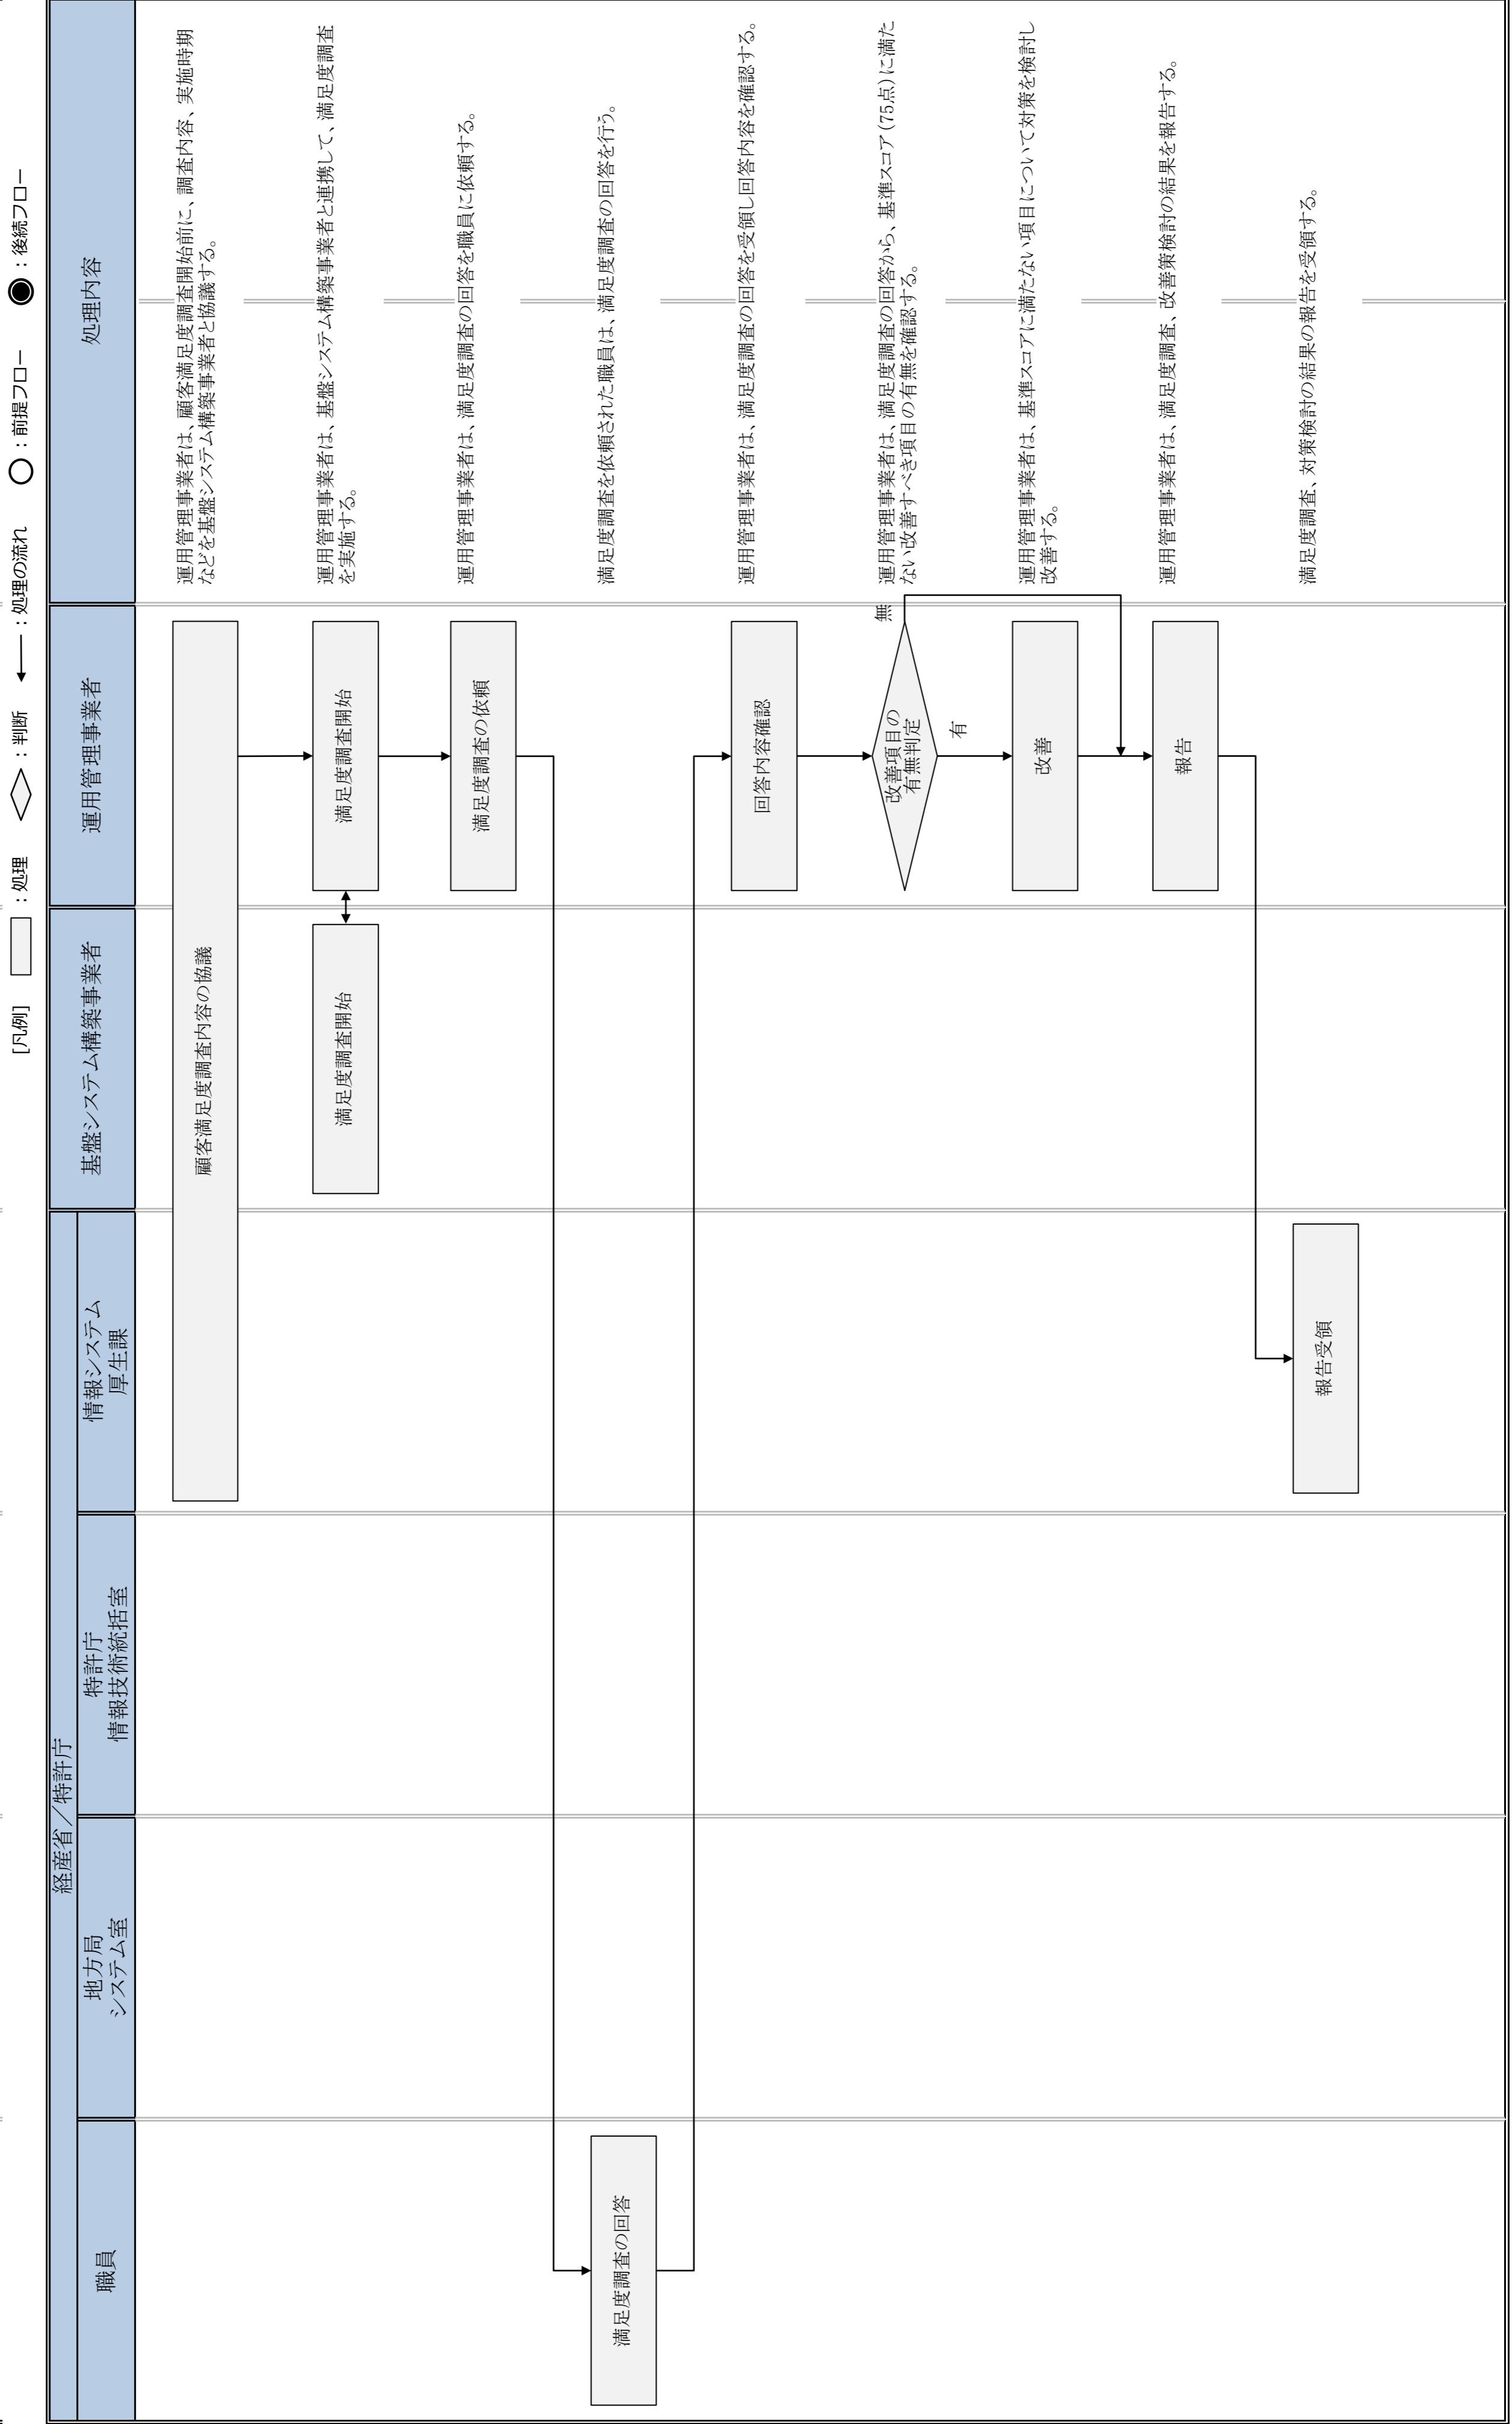 [凡例]
：処理
：判断
：処理の流れ
：前提フロー
：後続フロー
経産省／特許庁
職員
地方局
システム室
特許庁
情報技術統括室
情報システム
厚生課
基盤システム構築事業者
運用管理事業者
処理内容
顧客満足度調査内容の協議
運用管理事業者は、顧客満足度調査開始前に、調査内容、実施時期
などを基盤システム構築事業者と協議する。
満足度調査開始
満足度調査開始
運用管理事業者は、基盤システム構築事業者と連携して、満足度調査
を実施する。
満足度調査の依頼
運用管理事業者は、満足度調査の回答を職員に依頼する。
満足度調査の回答
満足度調査を依頼された職員は、満足度調査の回答を行う。
回答内容確認
運用管理事業者は、満足度調査の回答を受領し回答内容を確認する。
改善項目の
有無判定
無
有
運用管理事業者は、満足度調査の回答から、基準スコア（75点）に満た
ない改善すべき項目の有無を確認する。
改善
運用管理事業者は、基準スコアに満たない項目について対策を検討し
改善する。
報告
運用管理事業者は、満足度調査、改善策検討の結果を報告する。
報告受領
満足度調査、対策検討の結果の報告を受領する。